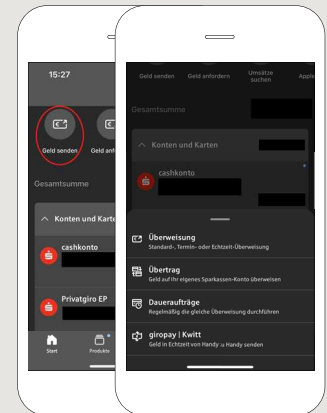 15:27
Geld senden
Geld anf
Gesamtsumme
Konten und Karte
cashkonto
Privatgiro EP
Start
Produkte
Geld senden
Geld anfordern
Umsätze
suchen
Apple
Gesamtsumme
Konten und Karten
cashkonto
Überweisung
Standard-, Termin- oder Echtzeit-Überweisung
Übertrag
Geld auf Ihr eigenes Sparkassen-Konto überweisen
Daueraufträge
Regelmäßig die gleiche Überweisung durchführen
giropay | Kwitt
Geld in Echtzeit von Handy zu Handy senden